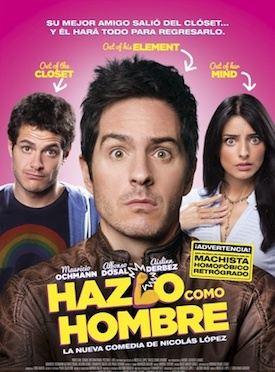 SU MEJOR AMIGO SALIÓ DEL CLÓSET...
... Y ÉL HARÁ TODO PARA REGRESARLO.
Out of his
ELEMENT
Out of the
CLOSET
Out of her
MIND
Mauricio
OCHMANN
Alfonso
DOSAL
Aislinn
DERBEZ
¡ADVERTENCIA!
MACHISTA
HOMOFÓBICO
RETRÓGRADO
HAZLO COMO
HOMBRE
LA NUEVA COMEDIA DE NICOLÁS LÓPEZ